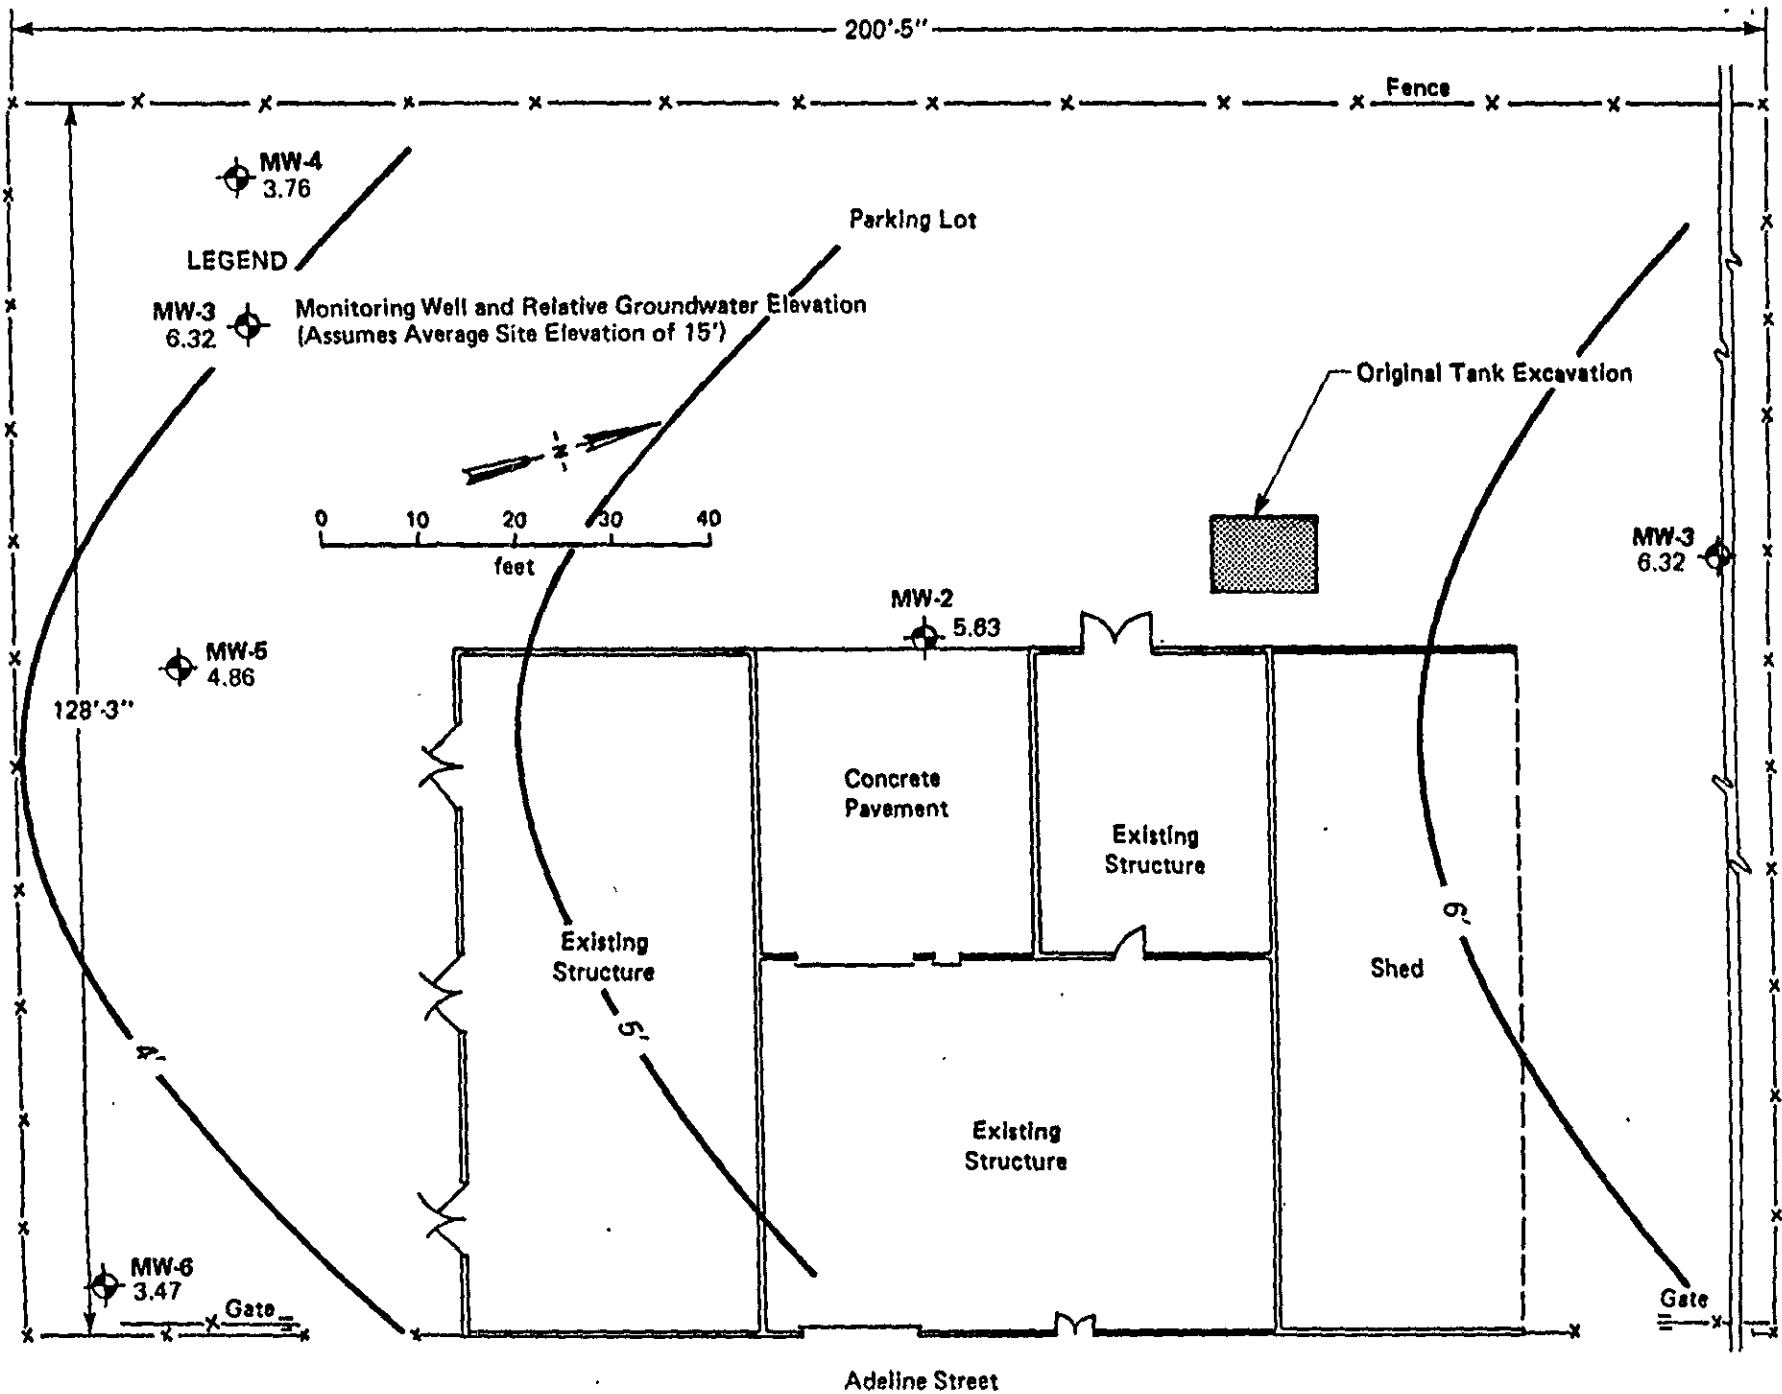 200'-5"
Fence
MW-4
3.76
Parking Lot
LEGEND
MW-3
6.32
Monitoring Well and Relative Groundwater Elevation
(Assumes Average Site Elevation of 15')
Original Tank Excavation
N
0 10 20 30 40
feet
MW-3
6.32
MW-2
5.63
MW-5
4.86
128'-3"
Concrete
Pavement
Existing
Structure
6'
Existing
Structure
Shed
5'
4'
Existing
Structure
MW-6
3.47
Gate
Gate
Adeline Street